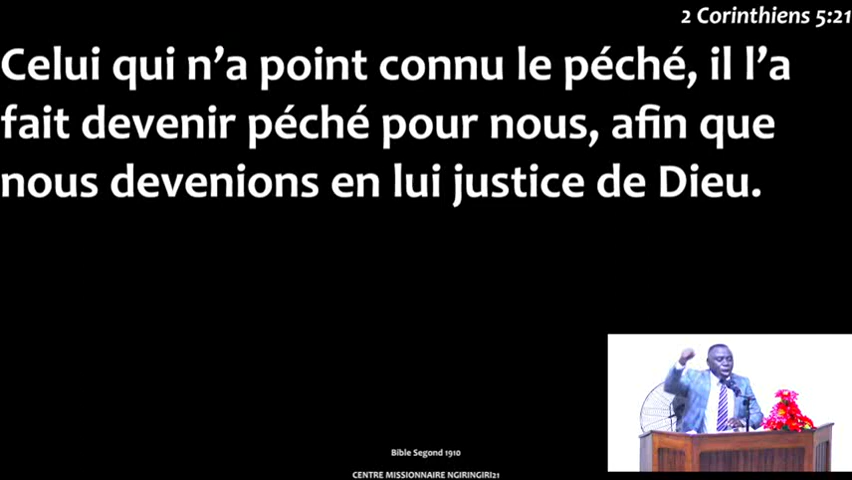 2 Corinthiens 5:21
Celui qui n’a point connu le péché, il l’a
fait devenir péché pour nous, afin que
nous devenions en lui justice de Dieu.
Bible Segond 1910
CENTRE MISSIONNAIRE NGIRINGIRI21